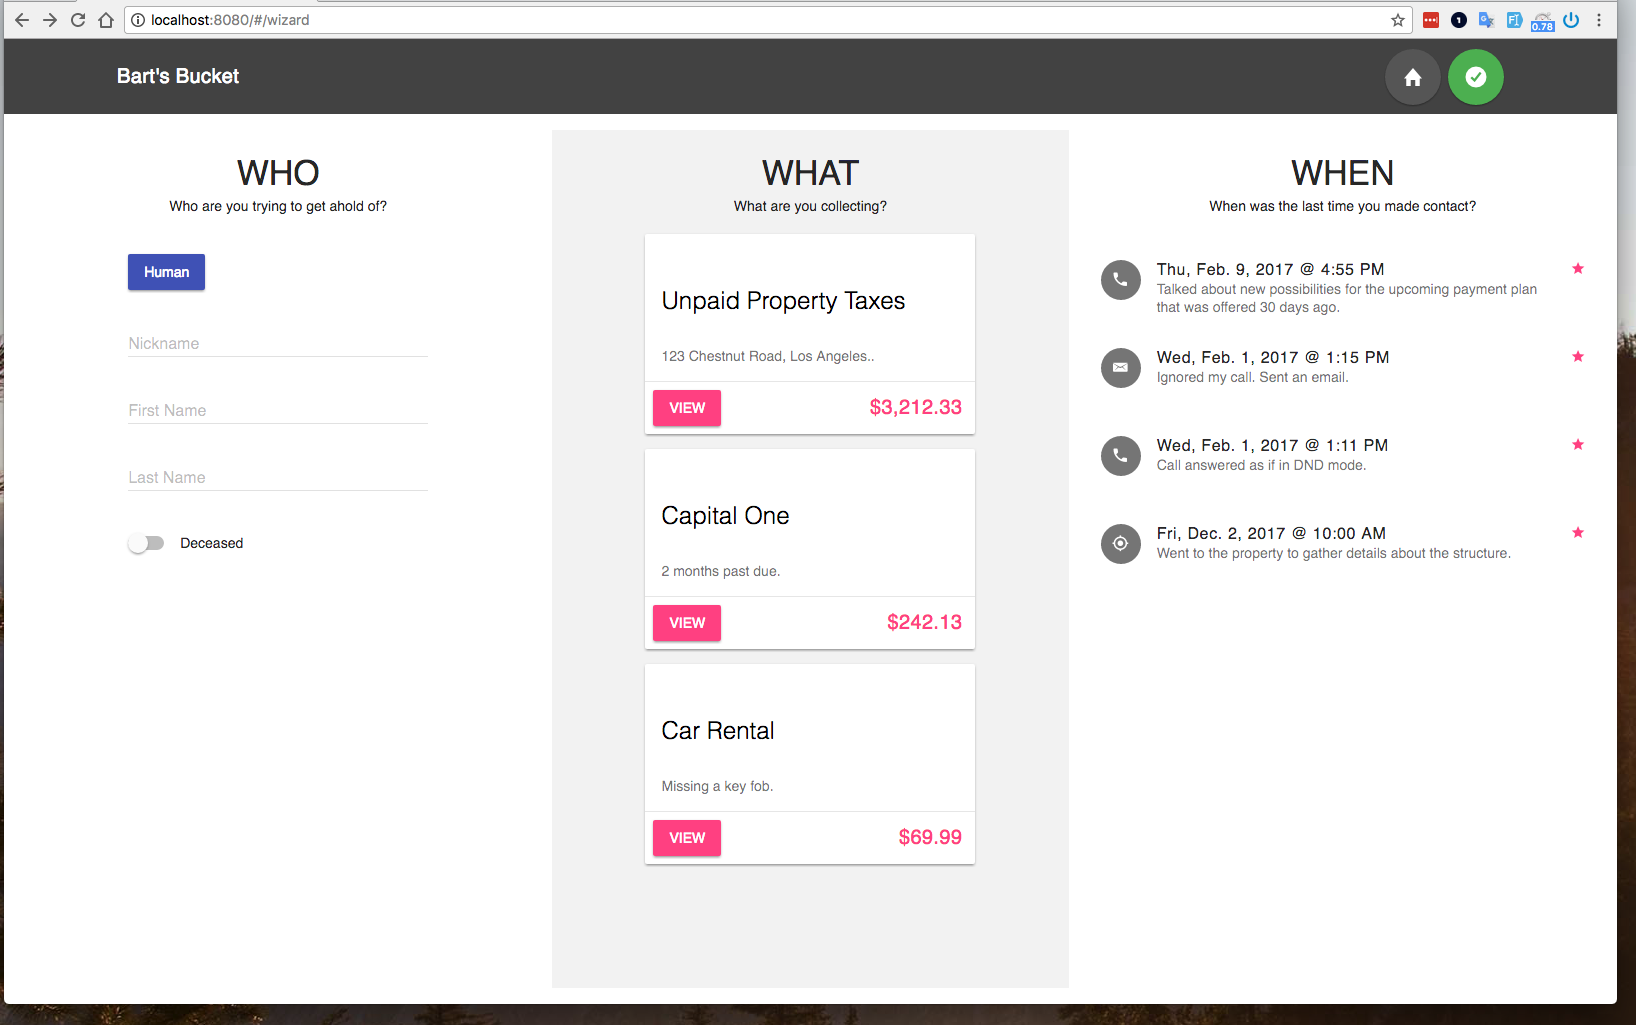 localhost:8080/#/wizard
0.78
Bart's Bucket
WHO
Who are you trying to get ahold of?
Human
Nickname
First Name
Last Name
Deceased
WHAT
What are you collecting?
Unpaid Property Taxes
123 Chestnut Road, Los Angeles..
VIEW $3,212.33
Capital One
2 months past due.
VIEW $242.13
Car Rental
Missing a key fob.
VIEW $69.99
WHEN
When was the last time you made contact?
Thu, Feb. 9, 2017 @ 4:55 PM
Talked about new possibilities for the upcoming payment plan
that was offered 30 days ago.
Wed, Feb. 1, 2017 @ 1:15 PM
Ignored my call. Sent an email.
Wed, Feb. 1, 2017 @ 1:11 PM
Call answered as if in DND mode.
Fri, Dec. 2, 2017 @ 10:00 AM
Went to the property to gather details about the structure.